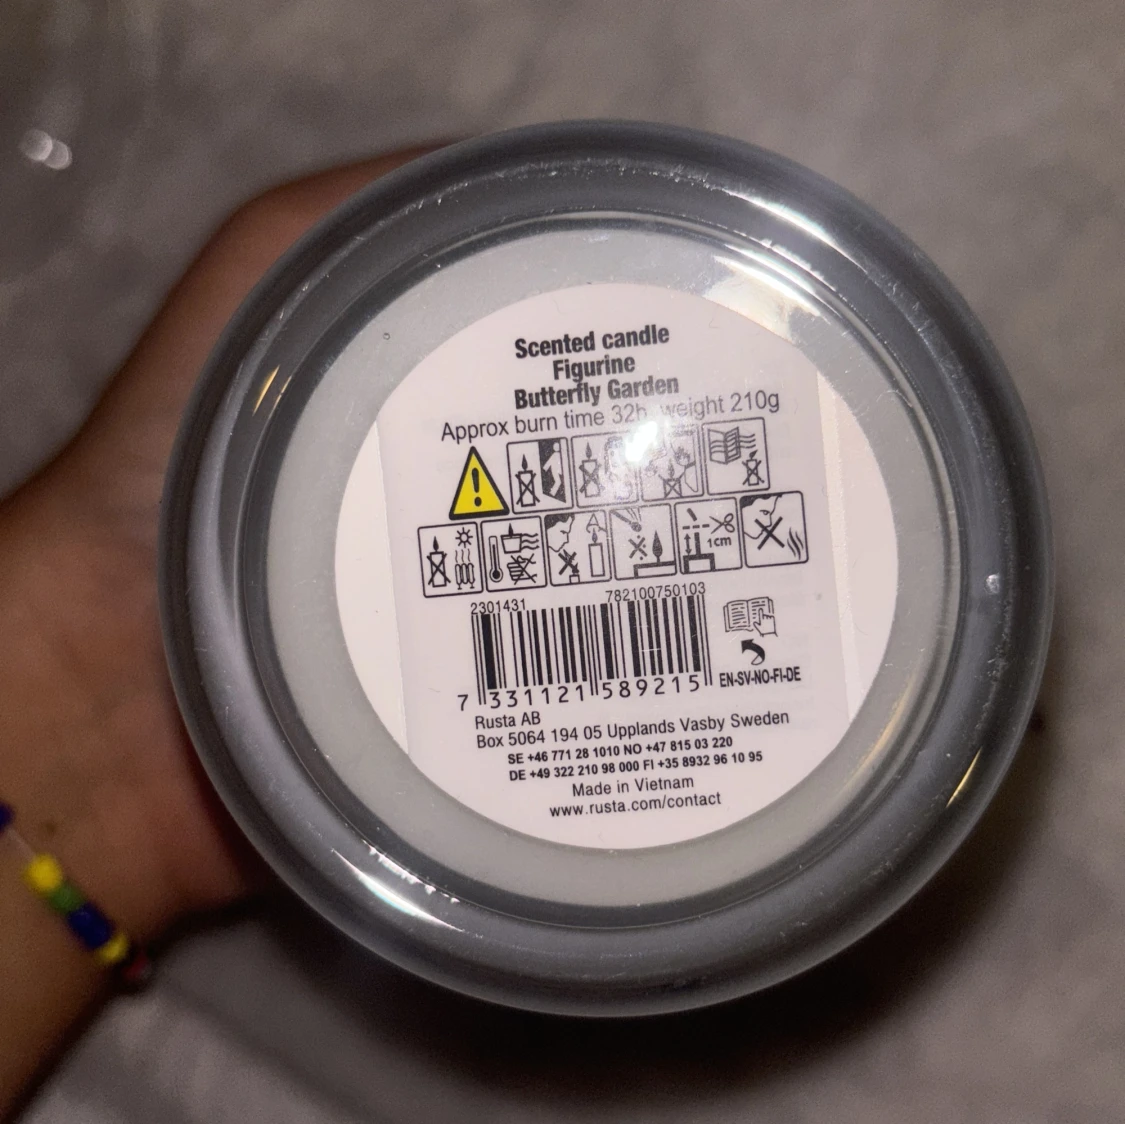 Scented candle
Figurine
Butterfly Garden
Approx burn time 32h, weight 210g
1cm
2301431 782100750103
7 331121 589215
EN-SV-NO-FI-DE
Rusta AB
Box 5064 194 05 Upplands Vasby Sweden
SE +46 771 28 1010 NO +47 815 03 220
DE +49 322 210 98 000 FI +35 8932 96 10 95
Made in Vietnam
www.rusta.com/contact